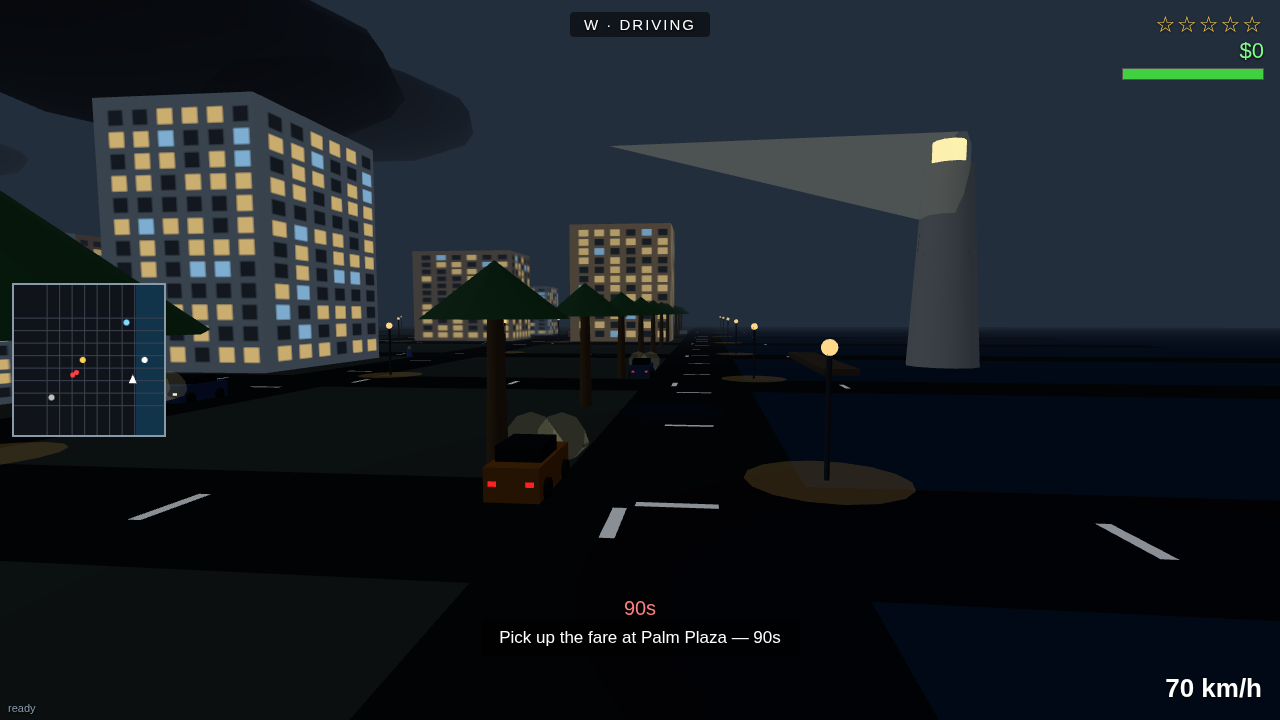 W · DRIVING
☆☆☆☆☆
$0
90s
Pick up the fare at Palm Plaza — 90s
70 km/h
ready